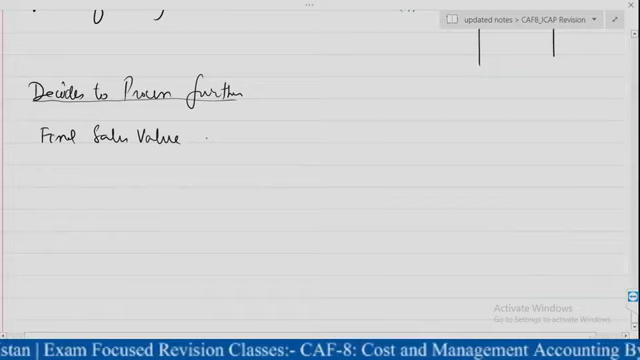 updated notes > CAF8_ICAP Revision
Decides to Process further
Final Sales Value
Activate Windows
Go to Settings to activate Windows.
stan | Exam Focused Revision Classes:- CAF-8: Cost and Management Accounting B